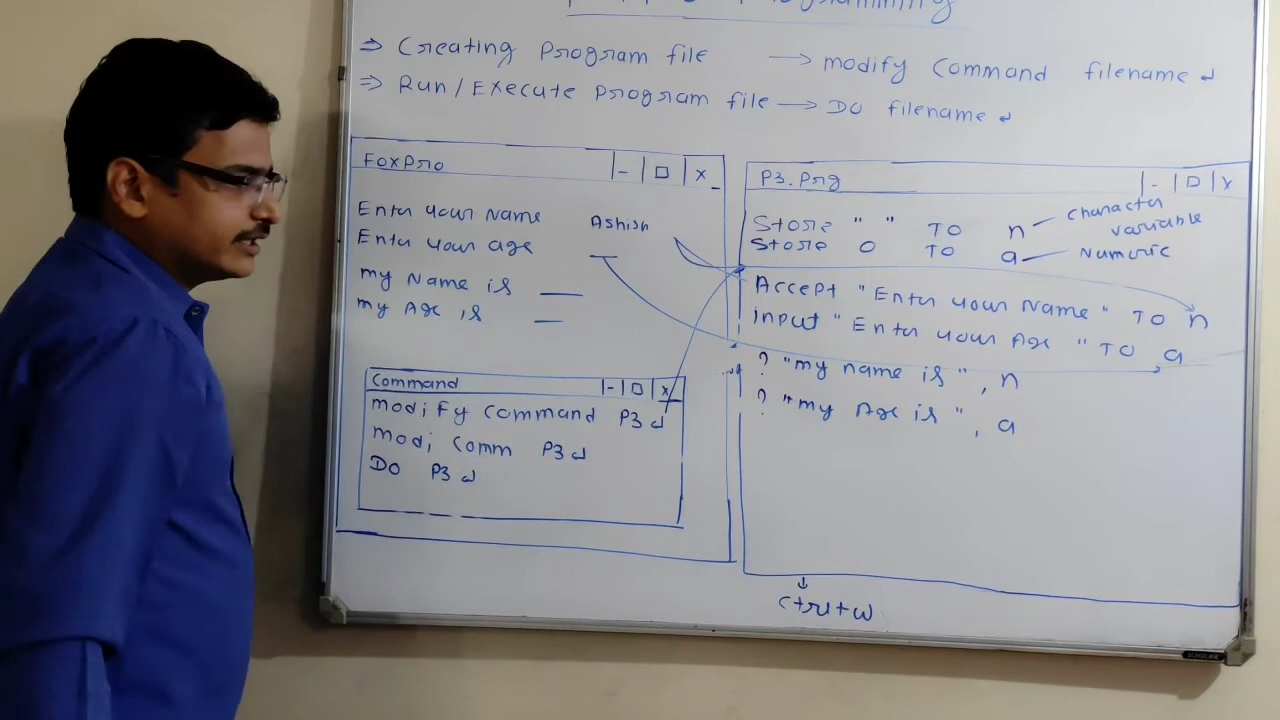 Programming
⇒ Creating Program file → modify Command filename ↲
⇒ Run/Execute Program file → DO filename ↲
FoxPro |-|□|x
Enter your Name Ashish
Enter your age
my Name is __
my Age is __
Command |-|□|x
modify Command P3 ↲
modi Comm P3 ↲
Do P3 ↲
P3.Prg |-|□|x
Store " " TO n character variable
Store 0 TO a Numeric
Accept "Enter your Name" TO n
input "Enter your Age" TO a
? "my name is", n
? "my Age is", a
↓
Ctrl+w